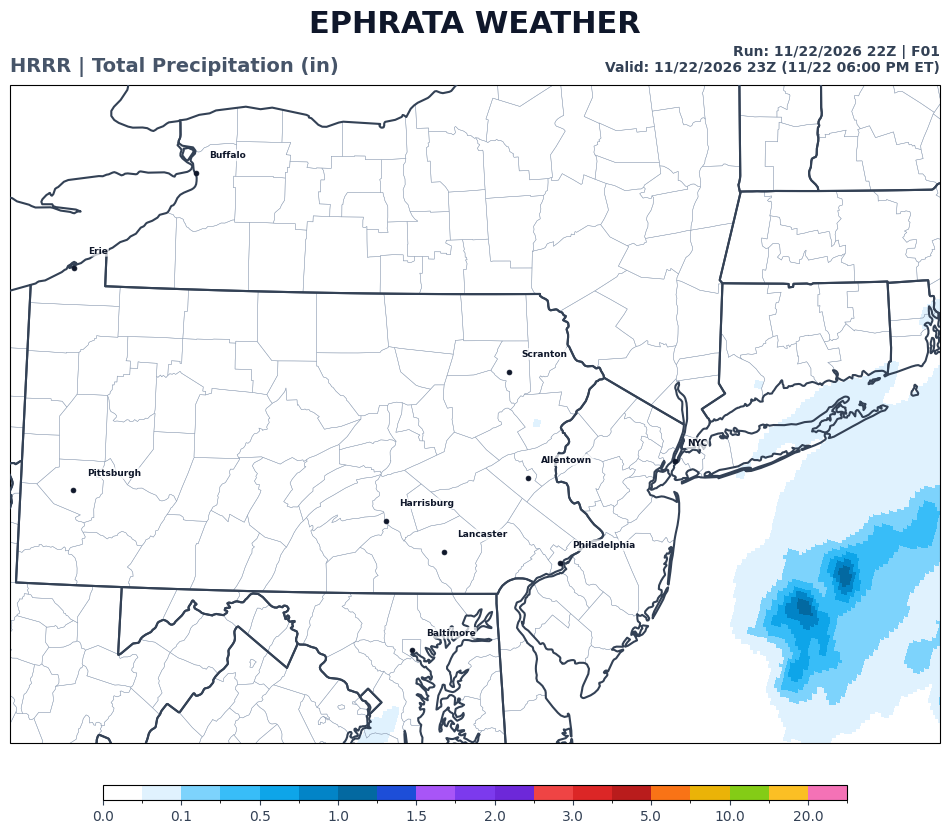 EPHRATA WEATHER
HRRR | Total Precipitation (in)
Run: 11/22/2026 22Z | F01
Valid: 11/22/2026 23Z (11/22 06:00 PM ET)
Buffalo
Erie
Scranton
NYC
Allentown
Pittsburgh
Harrisburg
Lancaster
Philadelphia
Baltimore
0.0 0.1 0.5 1.0 1.5 2.0 3.0 5.0 10.0 20.0